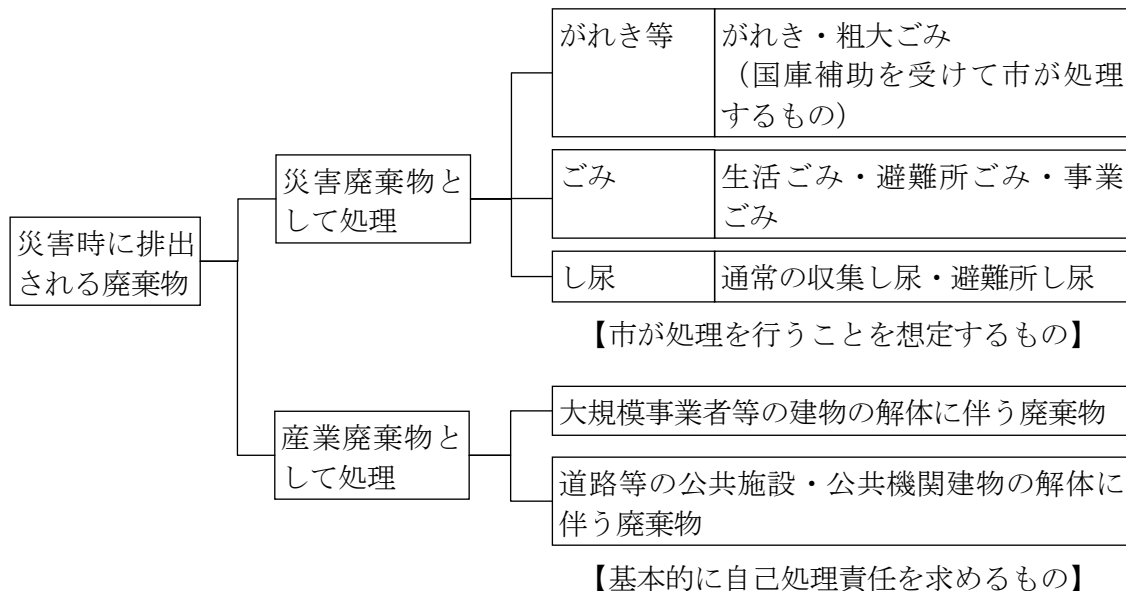 災害時に排出
される廃棄物
災害廃棄物と
して処理
がれき等
がれき・粗大ごみ
（国庫補助を受けて市が処理
するもの）
ごみ
生活ごみ・避難所ごみ・事業
ごみ
し尿
通常の収集し尿・避難所し尿
【市が処理を行うことを想定するもの】
産業廃棄物と
して処理
大規模事業者等の建物の解体に伴う廃棄物
道路等の公共施設・公共機関建物の解体に
伴う廃棄物
【基本的に自己処理責任を求めるもの】